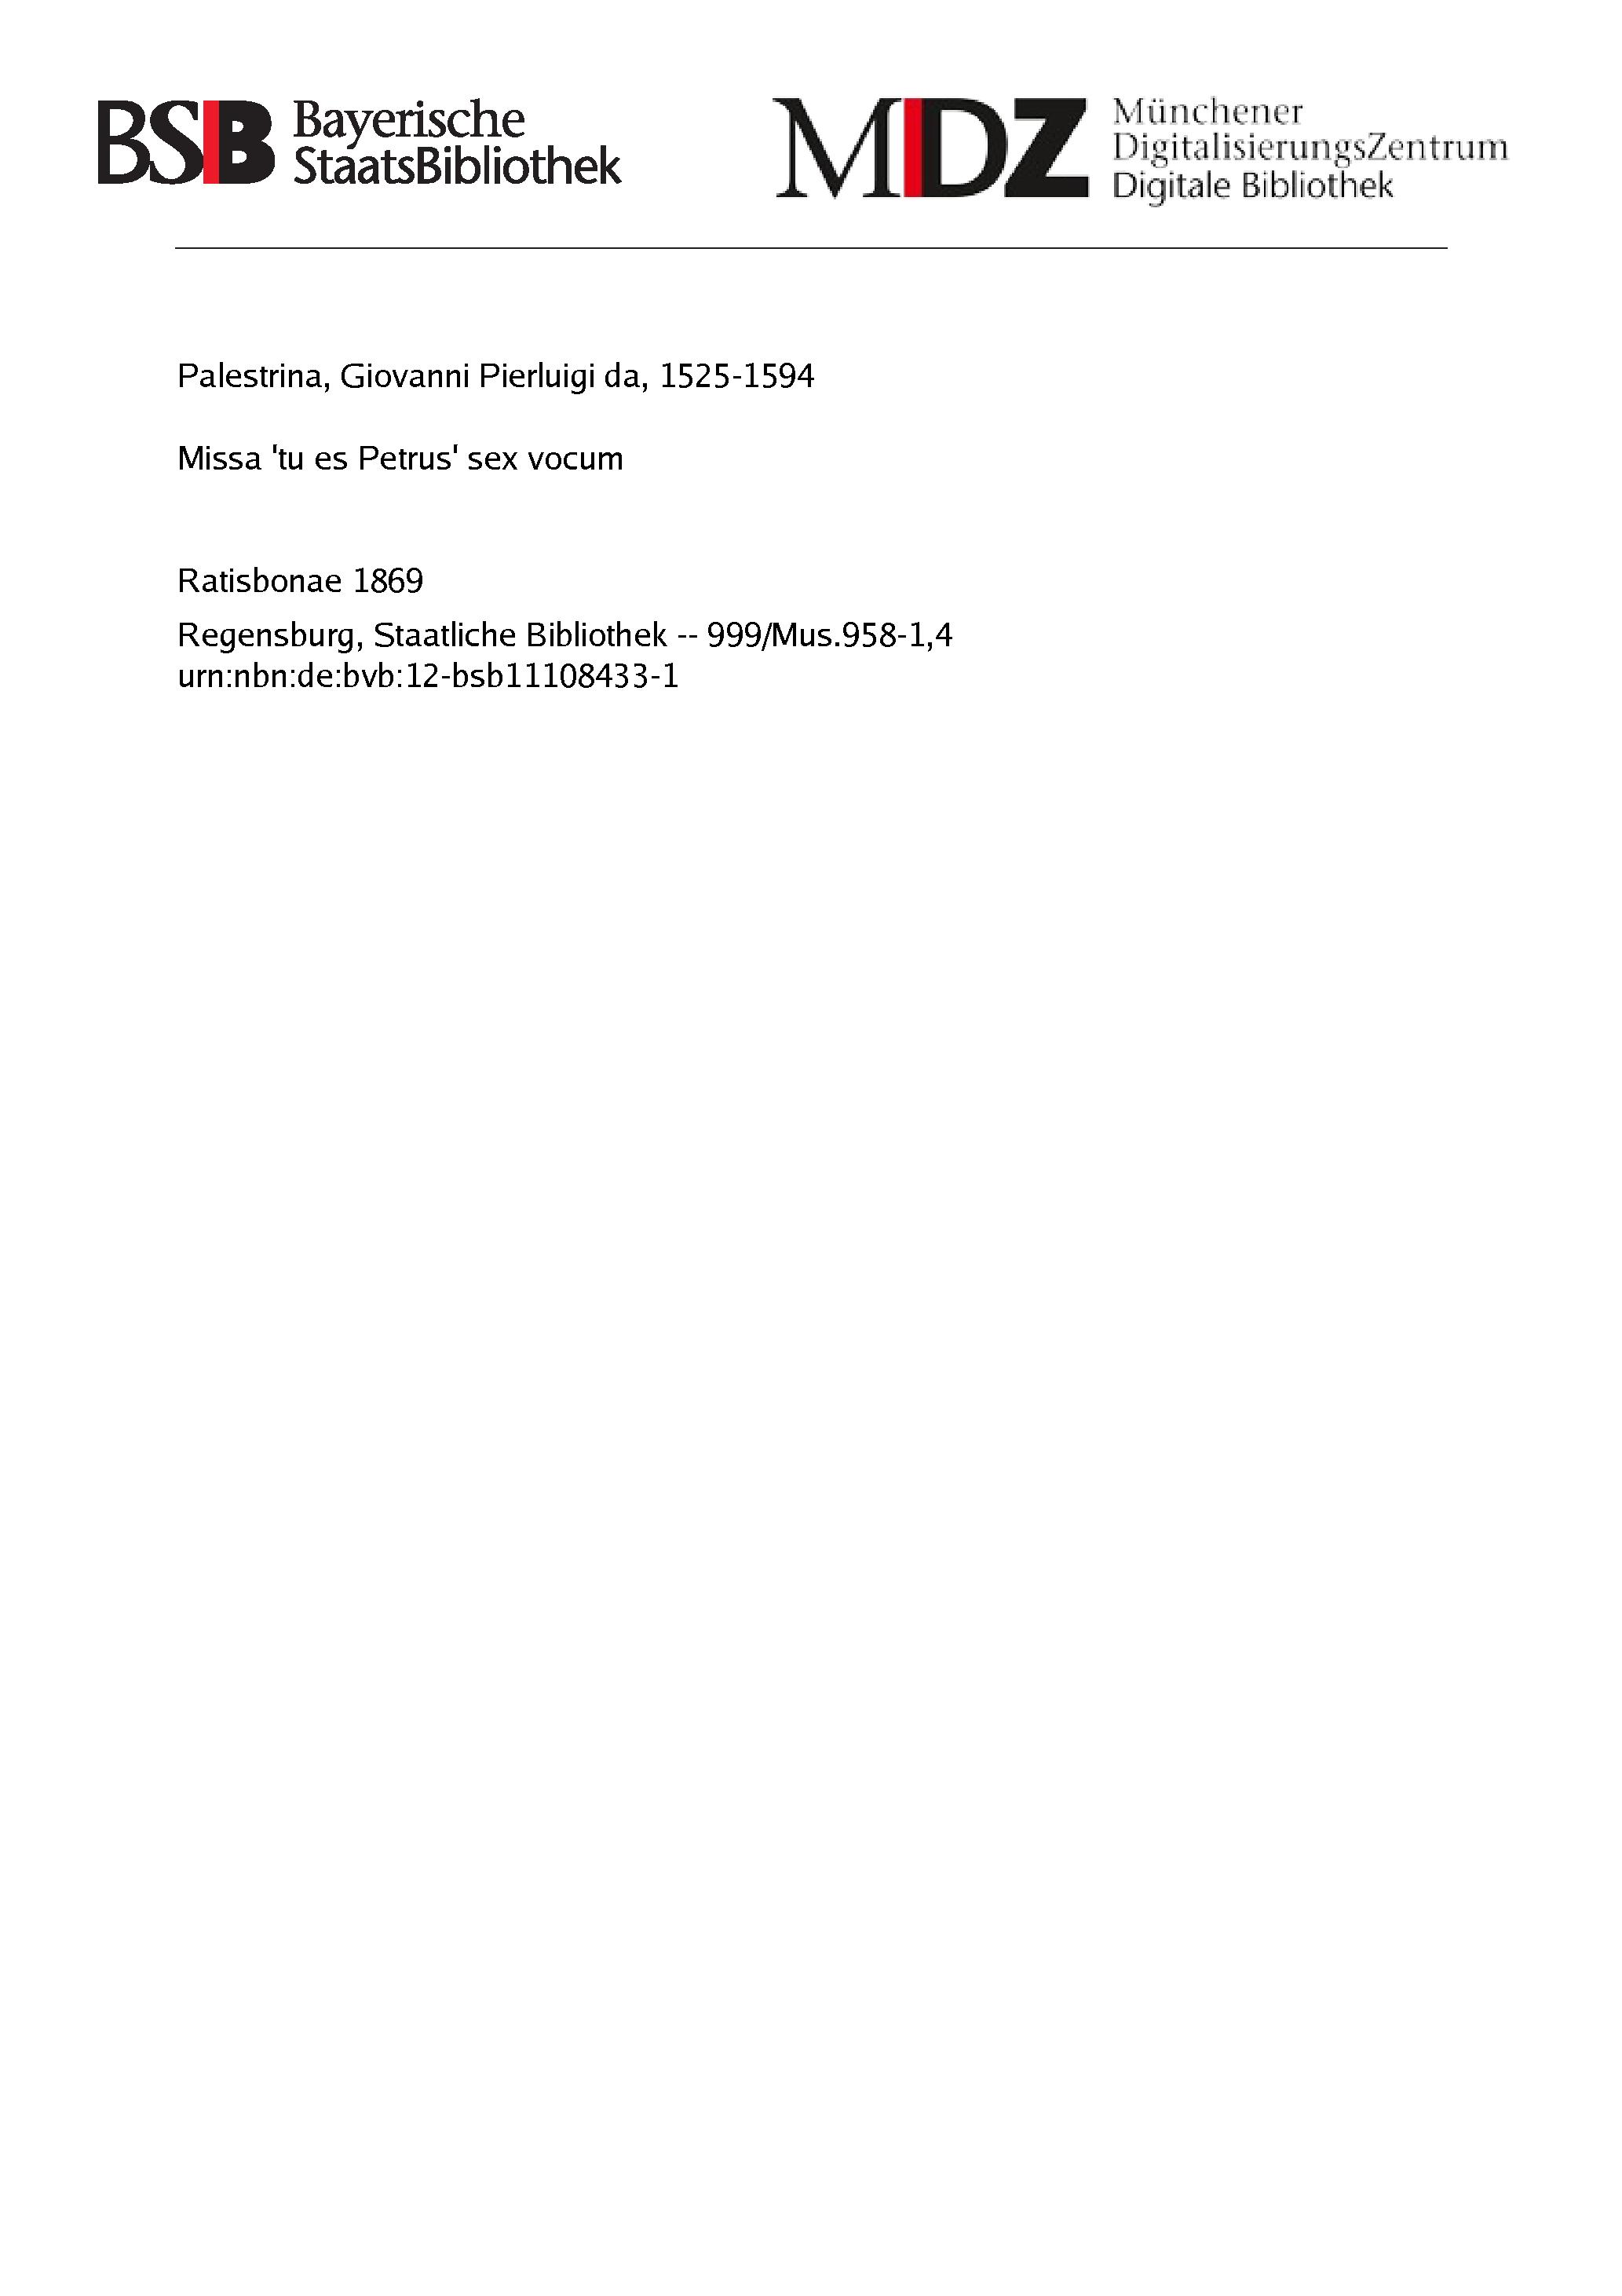 BSB Bayerische
StaatsBibliothek
MDZ Münchener
DigitalisierungsZentrum
Digitale Bibliothek
Palestrina, Giovanni Pierluigi da, 1525-1594
Missa 'tu es Petrus' sex vocum
Ratisbonae 1869
Regensburg, Staatliche Bibliothek -- 999/Mus.958-1,4
urn:nbn:de:bvb:12-bsb11108433-1